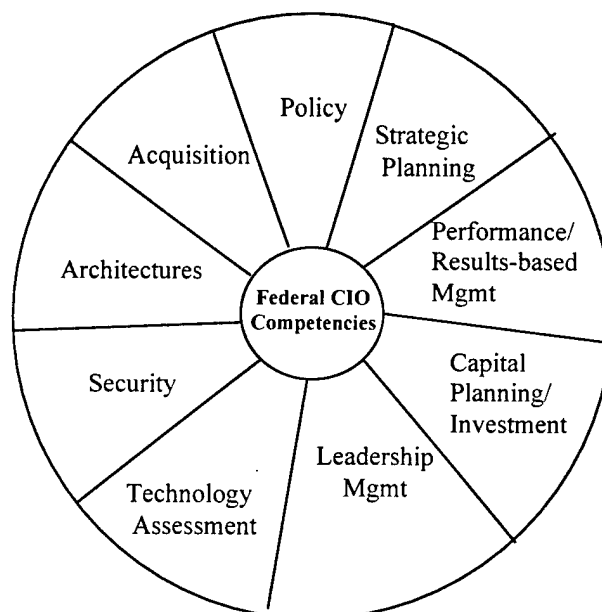 Policy
Strategic
Planning
Performance/
Results-based
Mgmt
Capital
Planning/
Investment
Leadership
Mgmt
Technology
Assessment
Security
Architectures
Acquisition
Federal CIO
Competencies